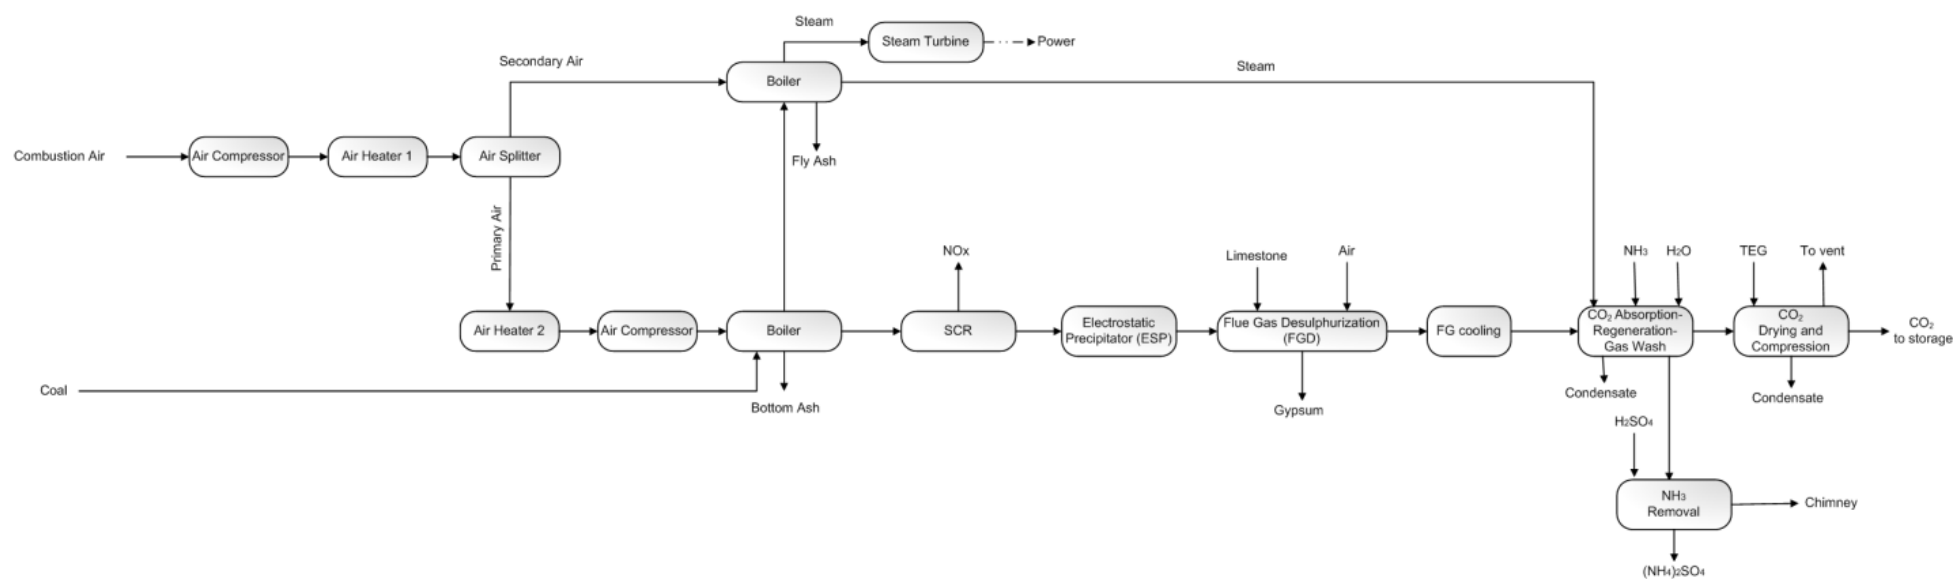 Steam
Steam Turbine
Power
Secondary Air
Boiler
Steam
Fly Ash
Combustion Air
Air Compressor
Air Heater 1
Air Splitter
Primary Air
NOx
Limestone
Air
NH3
H2O
TEG
To vent
Air Heater 2
Air Compressor
Boiler
SCR
Electrostatic
Precipitator (ESP)
Flue Gas Desulphurization
(FGD)
FG cooling
CO2 Absorption-
Regeneration-
Gas Wash
CO2
Drying and
Compression
CO2
to storage
Coal
Bottom Ash
Gypsum
Condensate
Condensate
H2SO4
NH3
Removal
Chimney
(NH4)2SO4